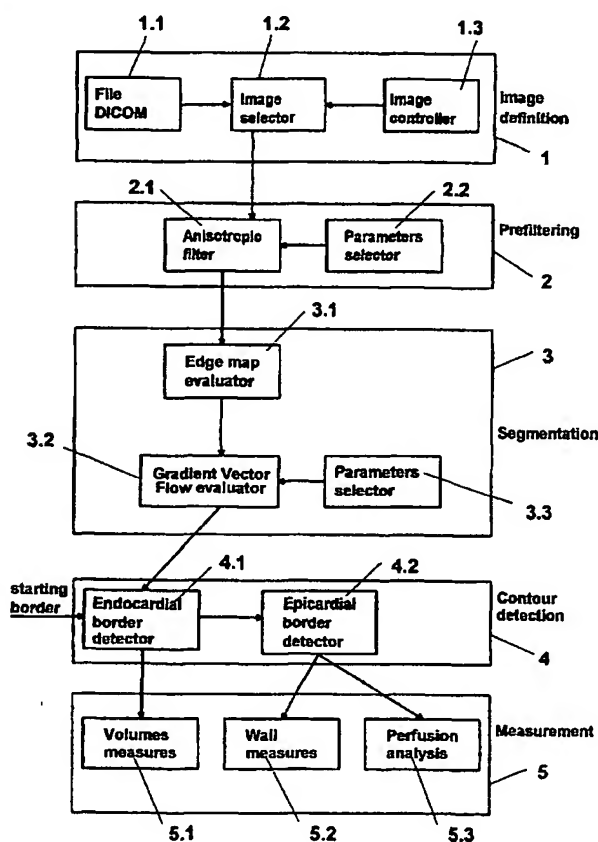 1.1
1.2
1.3
File
DICOM
Image
selector
Image
controller
Image
definition
1
2.1
2.2
Anisotropic
filter
Parameters
selector
Prefiltering
2
3.1
Edge map
evaluator
3
Segmentation
3.2
Gradient Vector
Flow evaluator
Parameters
selector
3.3
starting
border
4.1
4.2
Endocardial
border
detector
Epicardial
border
detector
Contour
detection
4
Volumes
measures
Wall
measures
Perfusion
analysis
Measurement
5
5.1
5.2
5.3